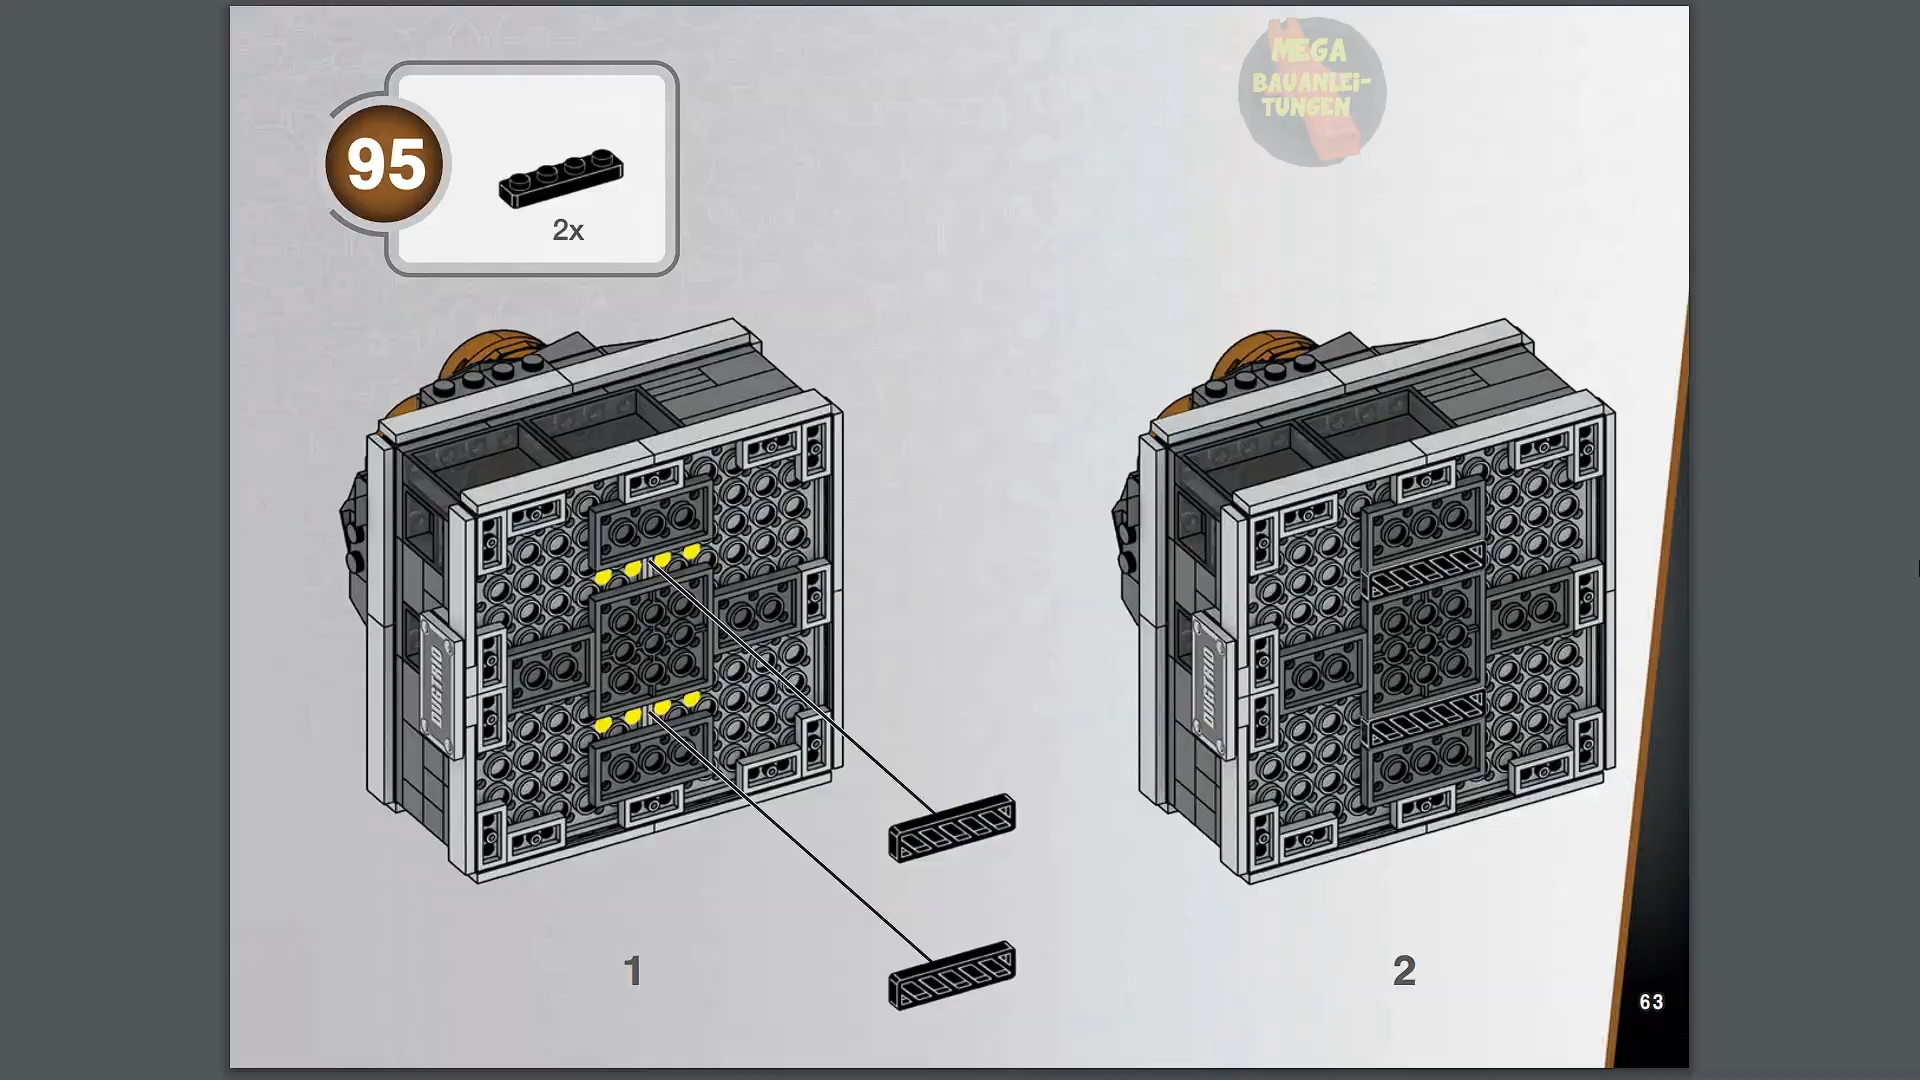 MEGA
BAUANLEi-
TUNGEN
95
2x
DUGTRIO
DUGTRIO
1
2
63